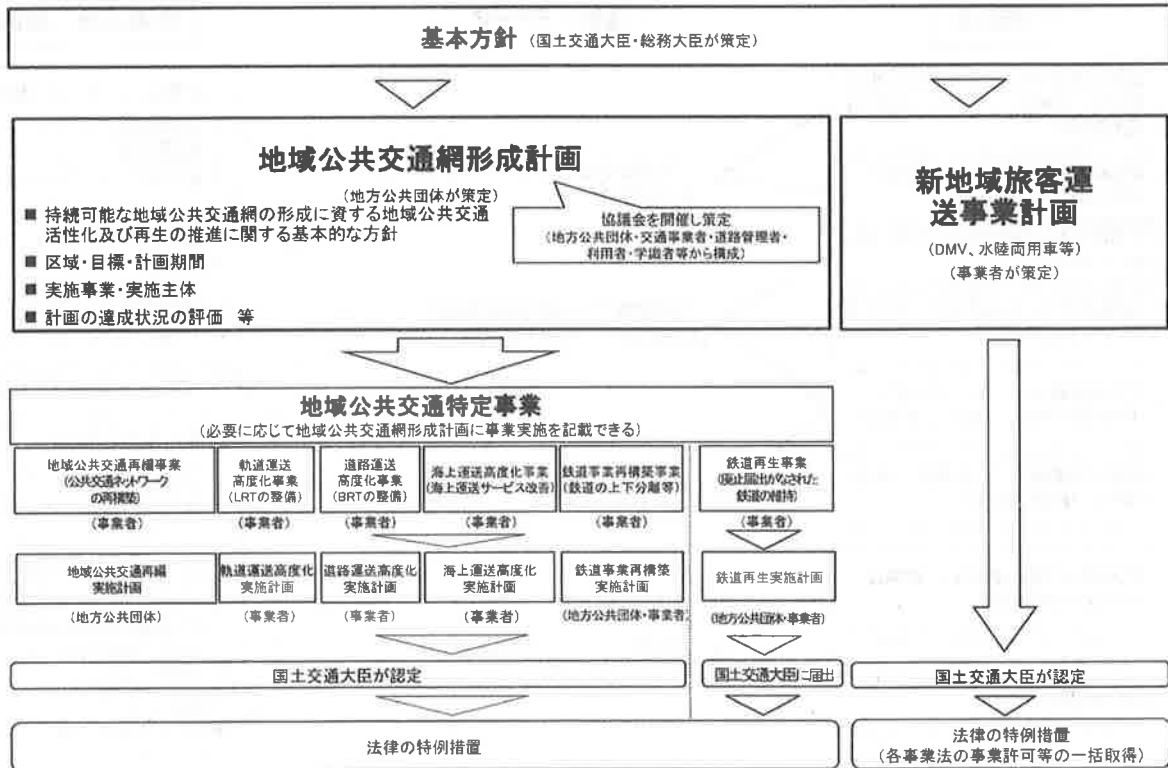 基本方針 (国土交通大臣・総務大臣が策定)
地域公共交通網形成計画
(地方公共団体が策定)
■ 持続可能な地域公共交通網の形成に資する地域公共交通
活性化及び再生の推進に関する基本的な方針
■ 区域・目標・計画期間
■ 実施事業・実施主体
■ 計画の達成状況の評価 等
協議会を開催し策定
(地方公共団体・交通事業者・道路管理者・
利用者・学識者等から構成)
新地域旅客運
送事業計画
(DMV、水陸両用車等)
(事業者が策定)
地域公共交通特定事業
(必要に応じて地域公共交通網形成計画に事業実施を記載できる)
地域公共交通再編事業
(公共交通ネットワーク
の再構築)
(事業者)
軌道運送
高度化事業
(LRTの整備)
(事業者)
道路運送
高度化事業
(BRTの整備)
(事業者)
海上運送高度化事業
(海上運送サービス改善)
(事業者)
鉄道事業再構築事業
(鉄道の上下分離等)
(事業者)
鉄道再生事業
(廃止届出がなされた
鉄道の維持)
(事業者)
地域公共交通再編
実施計画
(地方公共団体)
軌道運送高度化
実施計画
(事業者)
道路運送高度化
実施計画
(事業者)
海上運送高度化
実施計画
(事業者)
鉄道事業再構築
実施計画
(地方公共団体・事業者)
鉄道再生実施計画
(地方公共団体・事業者)
国土交通大臣が認定
国土交通大臣に届出
国土交通大臣が認定
法律の特例措置
法律の特例措置
(各事業法の事業許可等の一括取得)